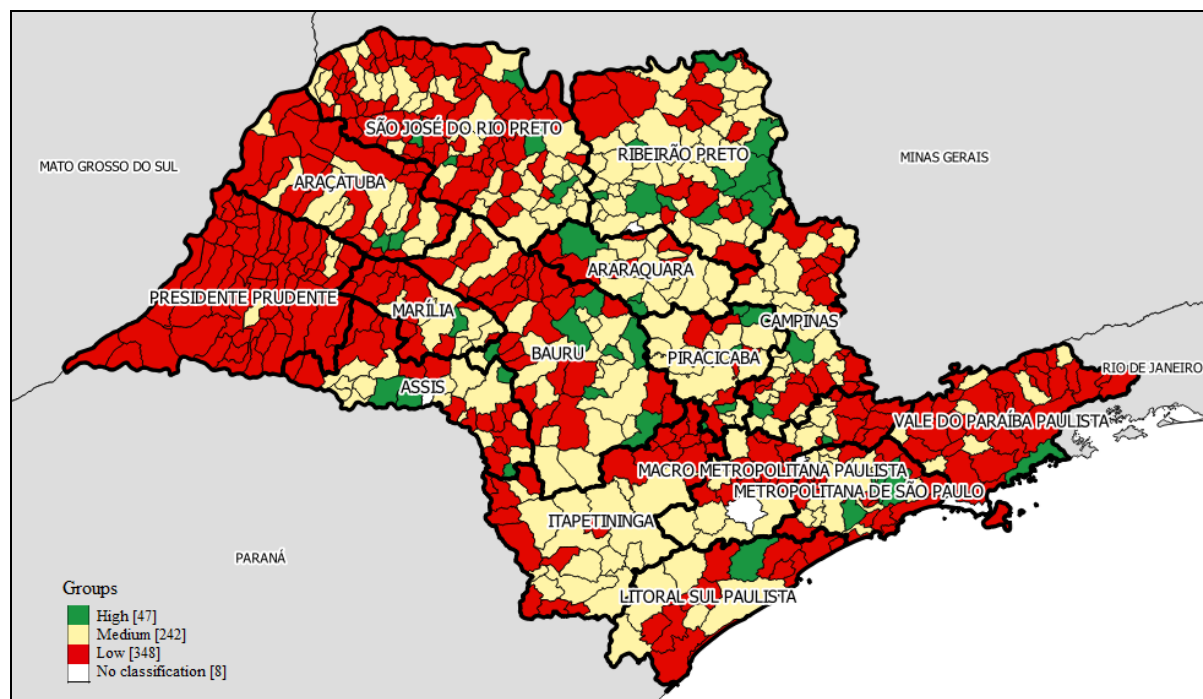 SÃO JOSÉ DO RIO PRETO
RIBEIRÃO PRETO
MINAS GERAIS
MATO GROSSO DO SUL
ARAÇATUBA
ARARAQUARA
PRESIDENTE PRUDENTE
MARÍLIA
CAMPINAS
BAURU
PIRACICABA
RIO DE JANEIRO
ASSIS
VALE DO PARAÍBA PAULISTA
MACRO METROPOLITANA PAULISTA
METROPOLITANA DE SÃO PAULO
ITAPETININGA
PARANÁ
LITORAL SUL PAULISTA
Groups
High [47]
Medium [242]
Low [348]
No classification [8]